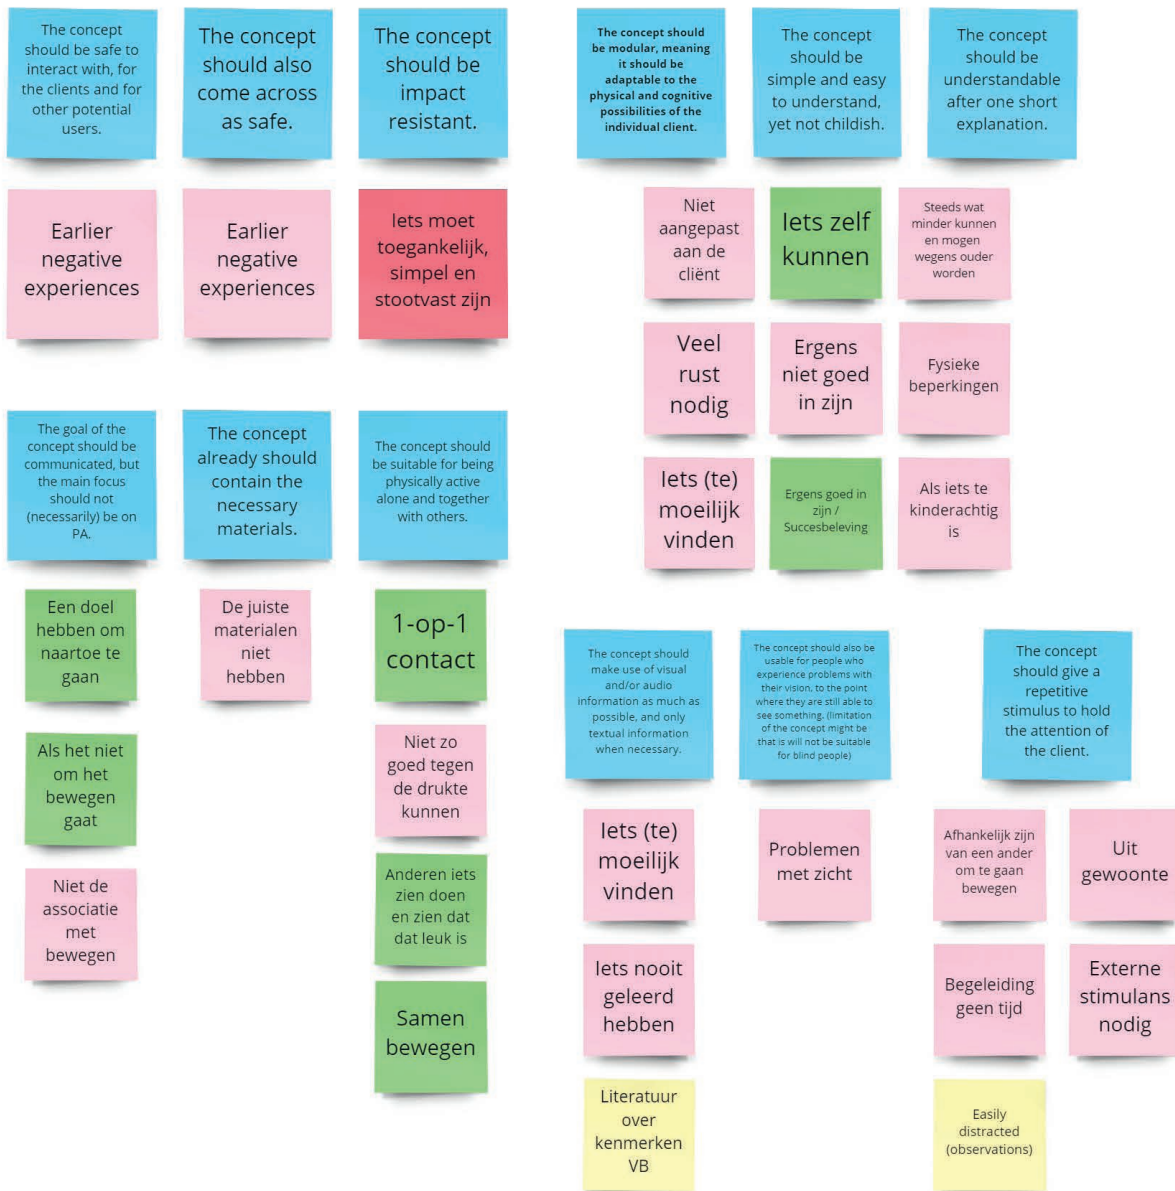 The concept
should be safe to
interact with, for
the clients and for
other potential
users.
The concept
should also
come across
as safe.
The concept
should be
impact
resistant.
Earlier
negative
experiences
Earlier
negative
experiences
Iets moet
toegankelijk,
simpel en
stootvast zijn
The concept should
be modular, meaning
it should be
adaptable to the
physical and cognitive
possibilities of the
individual client.
The concept
should be
simple and easy
to understand,
yet not childish.
The concept
should be
understandable
after one short
explanation.
Niet
aangepast
aan de
cliënt
Iets zelf
kunnen
Steeds wat
minder kunnen
en mogen
wegens ouder
worden
Veel
rust
nodig
Ergens
niet goed
in zijn
Fysieke
beperkingen
Iets (te)
moeilijk
vinden
Ergens goed in
zijn /
Succesbeleving
Als iets te
kinderachtig
is
The goal of the
concept should be
communicated, but
the main focus
should not
(necessarily) be on
PA.
The concept
already should
contain the
necessary
materials.
The concept should
be suitable for being
physically active
alone and together
with others.
Een doel
hebben om
naartoe te
gaan
De juiste
materialen
niet
hebben
1-op-1
contact
Als het niet
om het
bewegen
gaat
Niet zo
goed tegen
de drukte
kunnen
Niet de
associatie
met
bewegen
Anderen iets
zien doen
en zien dat
dat leuk is
Samen
bewegen
The concept should
make use of visual
and/or audio
information as much as
possible, and only
textual information
when necessary.
The concept should also be
usable for people who
experience problems with
their vision, to the point
where they are still able to
see something. (limitation
of the concept might be
that is will not be suitable
for blind people)
The concept
should give a
repetitive
stimulus to hold
the attention of
the client.
Iets (te)
moeilijk
vinden
Problemen
met zicht
Afhankelijk zijn
van een ander
om te gaan
bewegen
Uit
gewoonte
Iets nooit
geleerd
hebben
Begeleiding
geen tijd
Externe
stimulans
nodig
Literatuur
over
kenmerken
VB
Easily
distracted
(observations)